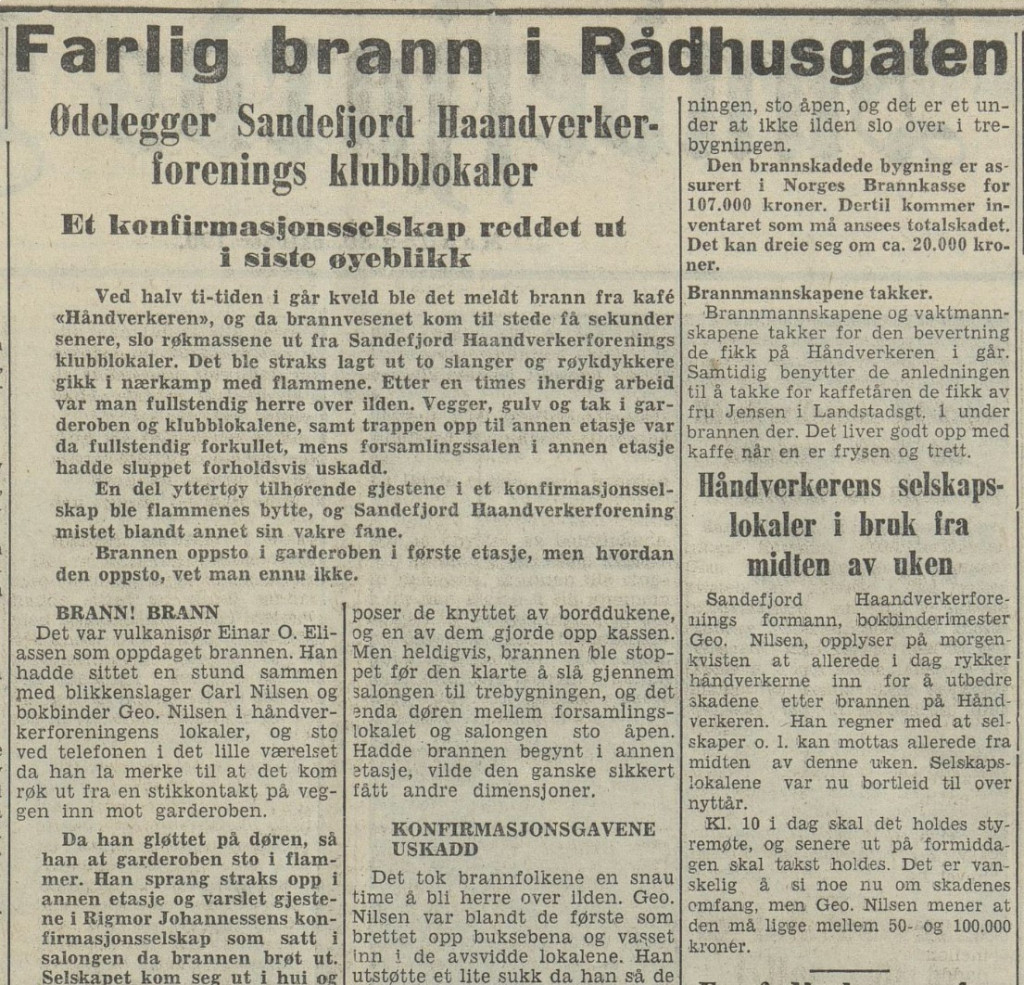 Farlig brann i Rådhusgaten
Ødelegger Sandefjord Haandverker-
forenings klubblokaler
Et konfirmasjonsselskap reddet ut
i siste øyeblikk
Ved halv ti-tiden i går kveld ble det meldt brann fra kafé
«Håndverkeren», og da brannvesenet kom til stede få sekunder
senere, slo røkmassene ut fra Sandefjord Haandverkerforenings
klubblokaler. Det ble straks lagt ut to slanger og røykdykkere
gikk i nærkamp med flammene. Etter en times iherdig arbeid
var man fullstendig herre over ilden. Vegger, gulv og tak i gar-
deroben og klubblokalene, samt trappen opp til annen etasje var
da fullstendig forkullet, mens forsamlingssalen i annen etasje
hadde sluppet forholdsvis uskadd.
En del yttertøy tilhørende gjestene i et konfirmasjonssel-
skap ble flammenes bytte, og Sandefjord Haandverkerforening
mistet blandt annet sin vakre fane.
Brannen oppsto i garderoben i første etasje, men hvordan
den oppsto, vet man ennu ikke.
BRANN! BRANN
Det var vulkanisør Einar O. Eli-
assen som oppdaget brannen. Han
hadde sittet en stund sammen
med blikkenslager Carl Nilsen og
bokbinder Geo. Nilsen i håndver-
kerforeningens lokaler, og sto
ved telefonen i det lille værelset
da han la merke til at det kom
røk ut fra en stikkontakt på veg-
gen inn mot garderoben.
Da han gløttet på døren, så
han at garderoben sto i flam-
mer. Han sprang straks opp i
annen etasje og varslet gjeste-
ne i Rigmor Johannessens kon-
firmasjonsselskap som satt i
salongen da brannen brøt ut.
Selskapet kom seg ut i hui og
poser de knyttet av borddukene,
og en av dem gjorde opp kassen.
Men heldigvis, brannen ble stop-
pet før den klarte å slå gjennem
salongen til trebygningen, og det
enda døren mellem forsamlings-
lokalet og salongen sto åpen.
Hadde brannen begynt i annen
etasje, vilde den ganske sikkert
fått andre dimensjoner.
KONFIRMASJONSGAVENE
USKADD
Det tok brannfolkene en snau
time å bli herre over ilden. Geo.
Nilsen var blandt de første som
brettet opp buksebena og vasset
inn i de avsvidde lokalene. Han
utstøtte et lite sukk da han så de
ningen, sto åpen, og det er et un-
der at ikke ilden slo over i tre-
bygningen.
Den brannskadede bygning er as-
surert i Norges Brannkasse for
107.000 kroner. Dertil kommer in-
ventaret som må ansees totalskadet.
Det kan dreie seg om ca. 20.000 kro-
ner.
Brannmannskapene takker.
Brannmannskapene og vaktmann-
skapene takker for den bevertning
de fikk på Håndverkeren i går.
Samtidig benytter de anledningen
til å takke for kaffetåren de fikk av
fru Jensen i Landstadsgt. 1 under
brannen der. Det liver godt opp med
kaffe når en er frysen og trett.
Håndverkerens selskaps-
lokaler i bruk fra
midten av uken
Sandefjord Haandverkerfore-
nings formann, bokbinderimester
Geo. Nilsen, opplyser på morgen-
kvisten at allerede i dag rykker
håndverkerne inn for å utbedre
skadene etter brannen på Hånd-
verkeren. Han regner med at sel-
skaper o. l. kan mottas allerede fra
midten av denne uken. Selskaps-
lokalene var nu bortleid til over
nyttår.
Kl. 10 i dag skal det holdes sty-
remøte, og senere ut på formidda-
gen skal takst holdes. Det er van-
skelig å si noe nu om skadenes
omfang, men Geo. Nilsen mener at
den må ligge mellem 50- og 100.000
kroner.